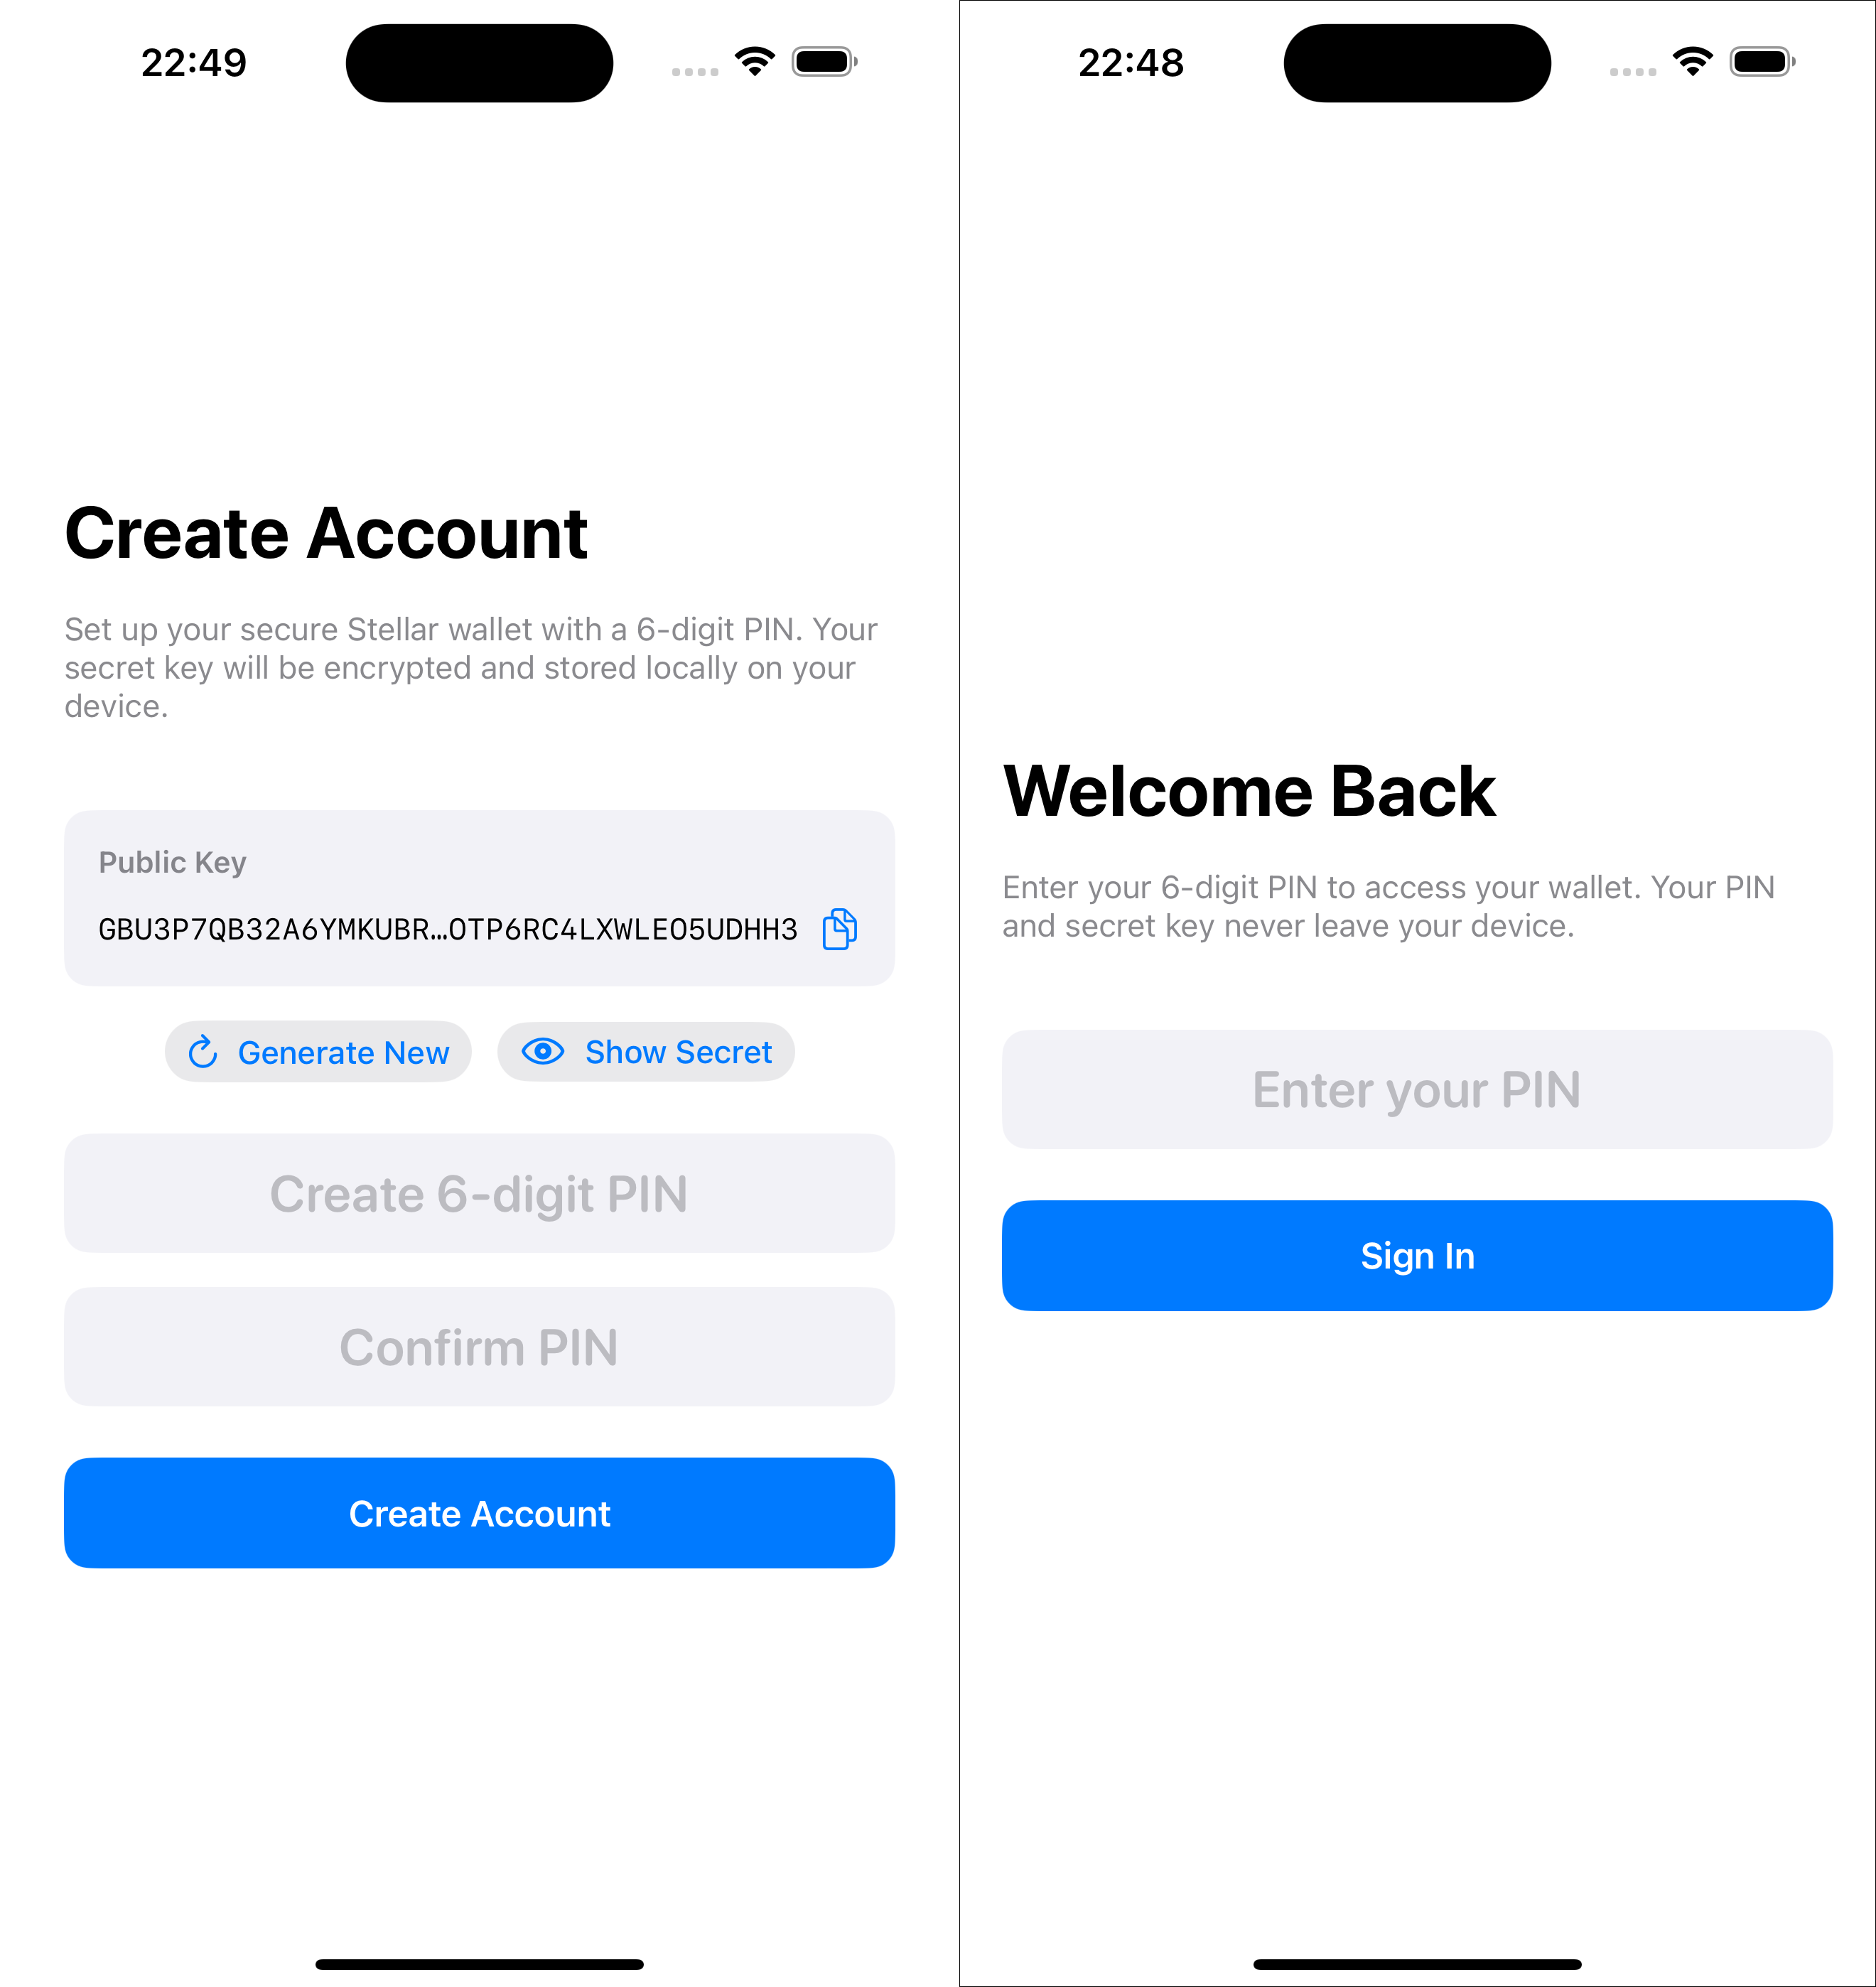 22:49
Create Account
Set up your secure Stellar wallet with a 6-digit PIN. Your
secret key will be encrypted and stored locally on your
device.
Public Key
GBU3P7QB32A6YMKUBR…OTP6RC4LXWLEO5UDHH3
Generate New
Show Secret
Create 6-digit PIN
Confirm PIN
Create Account
22:48
Welcome Back
Enter your 6-digit PIN to access your wallet. Your PIN
and secret key never leave your device.
Enter your PIN
Sign In